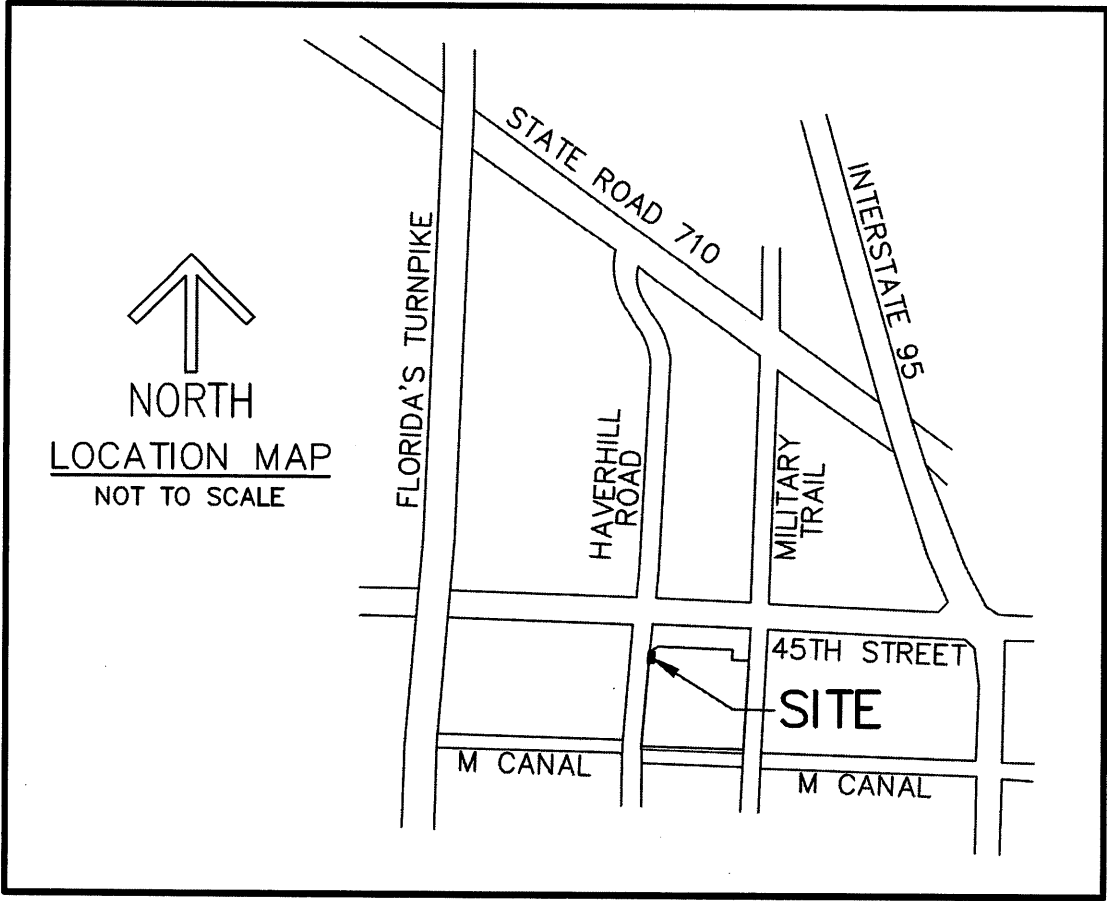 STATE ROAD 710
INTERSTATE 95
FLORIDA'S TURNPIKE
NORTH
LOCATION MAP
NOT TO SCALE
HAVERHILL
ROAD
MILITARY
TRAIL
45TH STREET
SITE
M CANAL
M CANAL